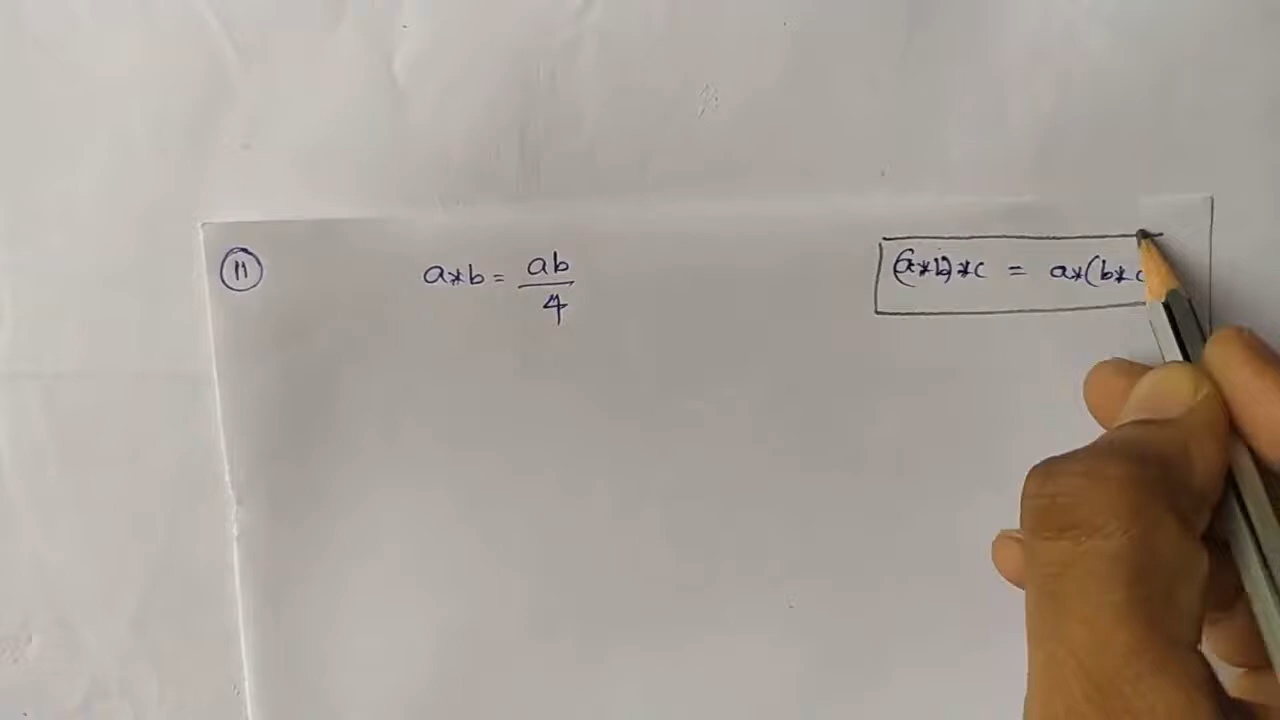 11 a*b = ab/4 (a*b)*c = a*(b*c